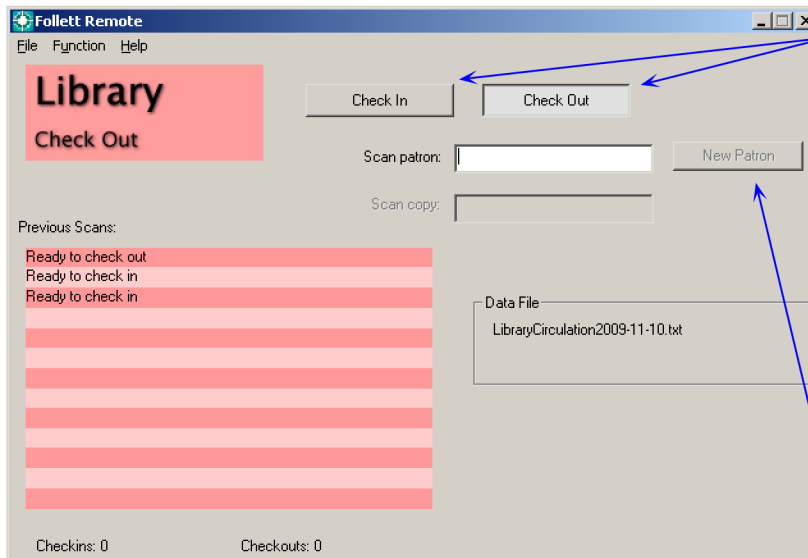 Follett Remote
File Function Help
Library
Check Out
Check In
Check Out
Scan patron:
New Patron
Scan copy:
Previous Scans:
Ready to check out
Ready to check in
Ready to check in
Data File
LibraryCirculation2009-11-10.txt
Checkins: 0
Checkouts: 0